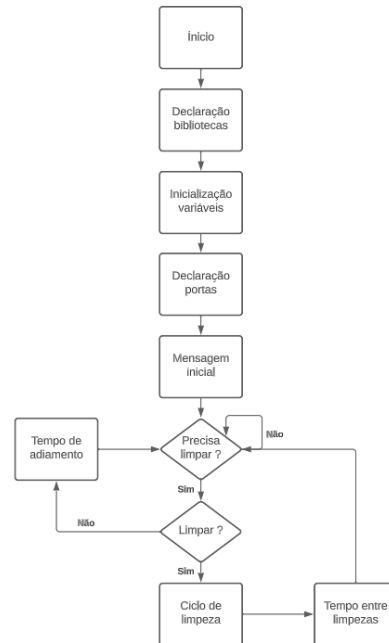 Ínicio
Declaração
bibliotecas
Inicialização
variáveis
Declaração
portas
Mensagem
inicial
Tempo de
adiamento
Precisa
limpar ?
Não
Sim
Não
Limpar ?
Sim
Ciclo de
limpeza
Tempo entre
limpezas